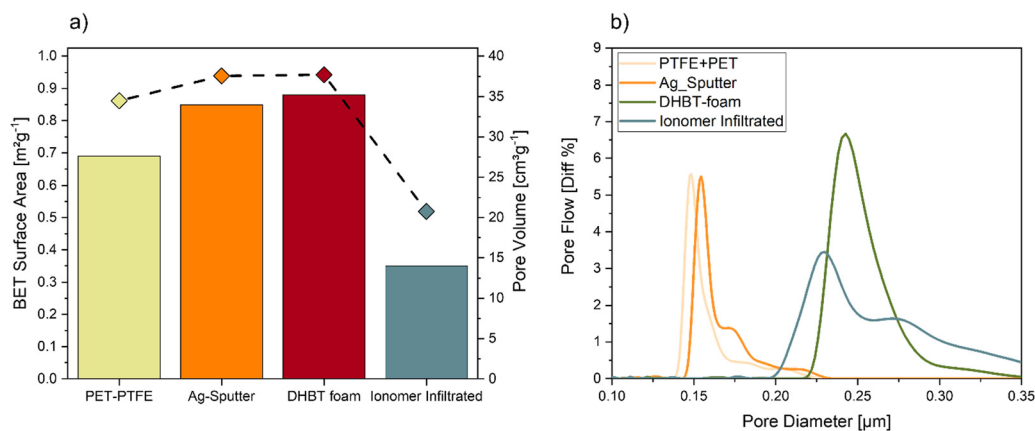 a)
BET Surface Area [m²g⁻¹]
1.0
0.9
0.8
0.7
0.6
0.5
0.4
0.3
0.2
0.1
0.0
PET-PTFE
Ag-Sputter
DHBT foam
Ionomer Infiltrated
40
35
30
25
20
15
10
5
0
Pore Volume [cm³g⁻¹]
b)
Pore Flow [Diff %]
9
8
7
6
5
4
3
2
1
0
PTFE+PET
Ag_Sputter
DHBT-foam
Ionomer Infiltrated
0.10
0.15
0.20
0.25
0.30
0.35
Pore Diameter [µm]